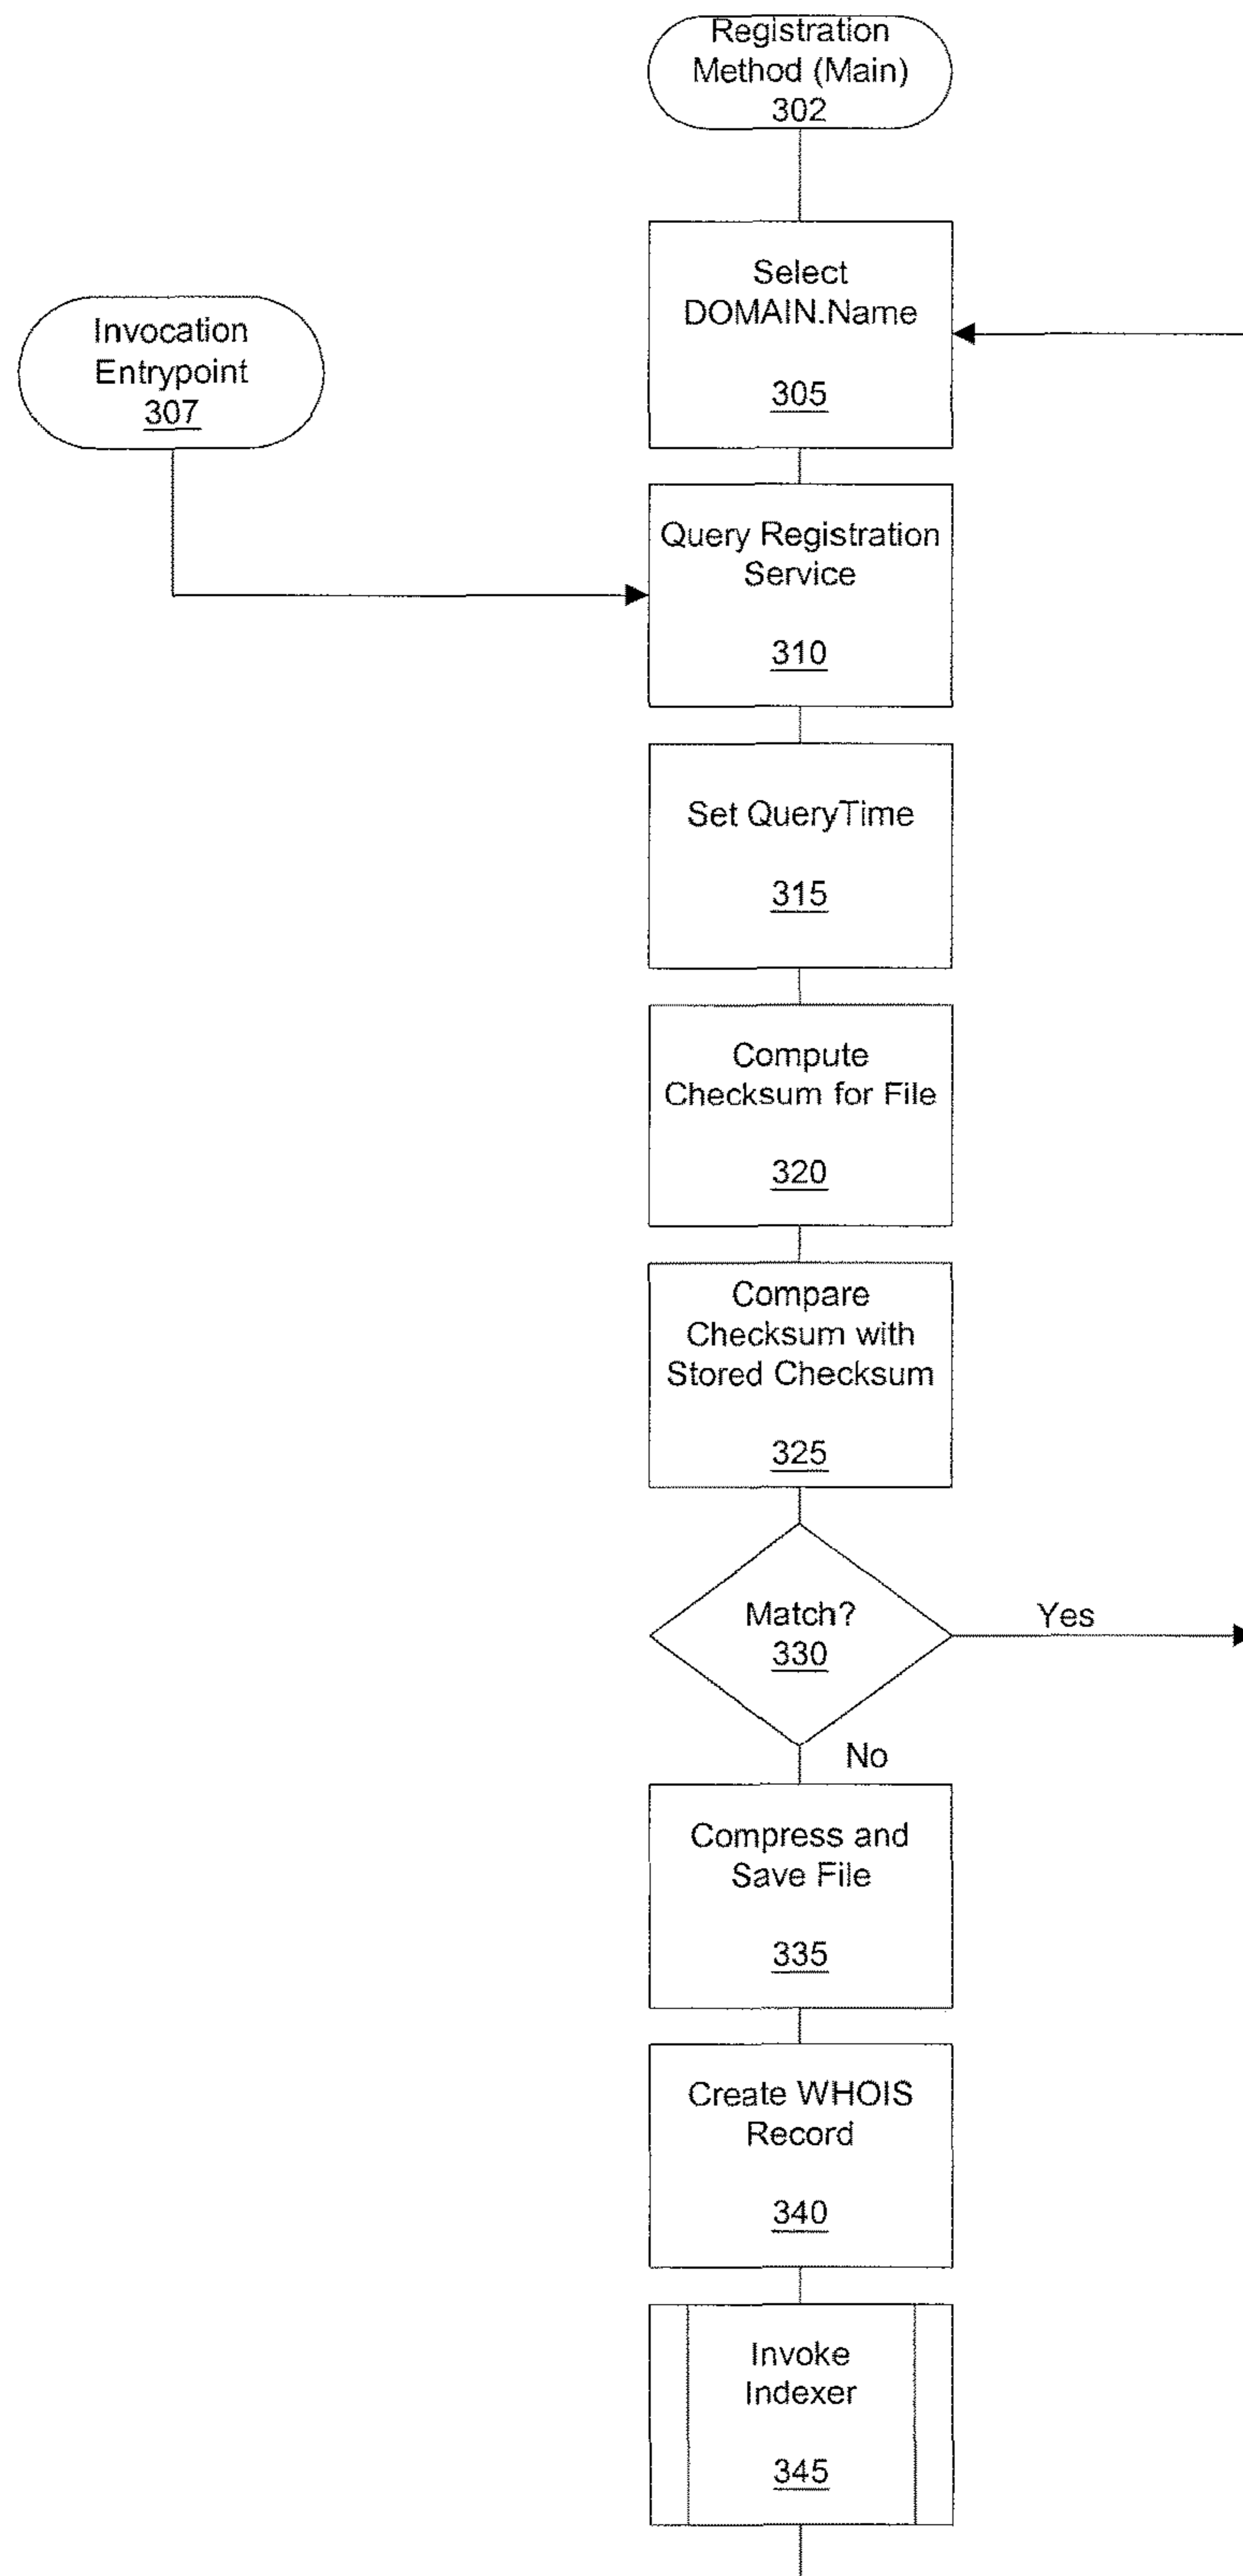 Registration
Method (Main)
302
Select
DOMAIN.Name
305
Invocation
Entrypoint
307
Query Registration
Service
310
Set QueryTime
315
Compute
Checksum for File
320
Compare
Checksum with
Stored Checksum
325
Match?
330
Yes
No
Compress and
Save File
335
Create WHOIS
Record
340
Invoke
Indexer
345